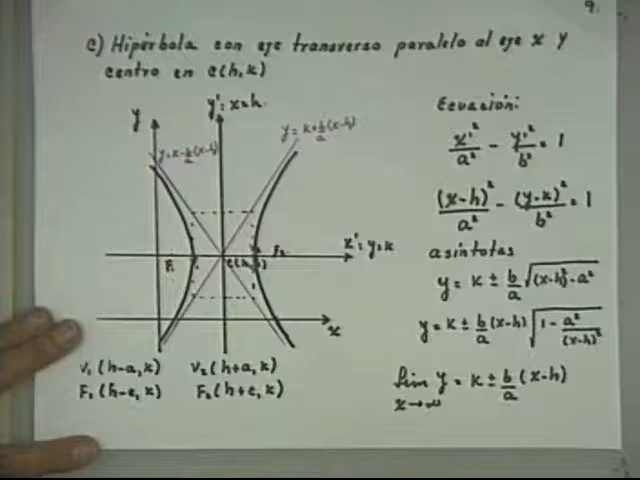 9.
c) Hipérbola con eje transverso paralelo al eje x y
centro en c(h,k)
y
y': x=h
y=k-b/a(x-h)
y=k+b/a(x-h)
x': y=k
F₁
c(h,k)
F₂
x
V₁(h-a,k) V₂(h+a,k)
F₁(h-c,k) F₂(h+c,k)
Ecuación:
x'²/a² - y'²/b² = 1
(x-h)²/a² - (y-k)²/b² = 1
asíntotas
y = k ± b/a √(x-h)²-a²
y = k ± b/a (x-h) √1 - a²/(x-h)²
Lim y = k ± b/a (x-h)
x→∞